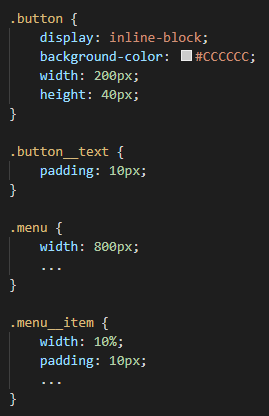 .button {
display: inline-block;
background-color: #CCCCCC;
width: 200px;
height: 40px;
}
.button__text {
padding: 10px;
}
.menu {
width: 800px;
...
}
.menu__item {
width: 10%;
padding: 10px;
...
}